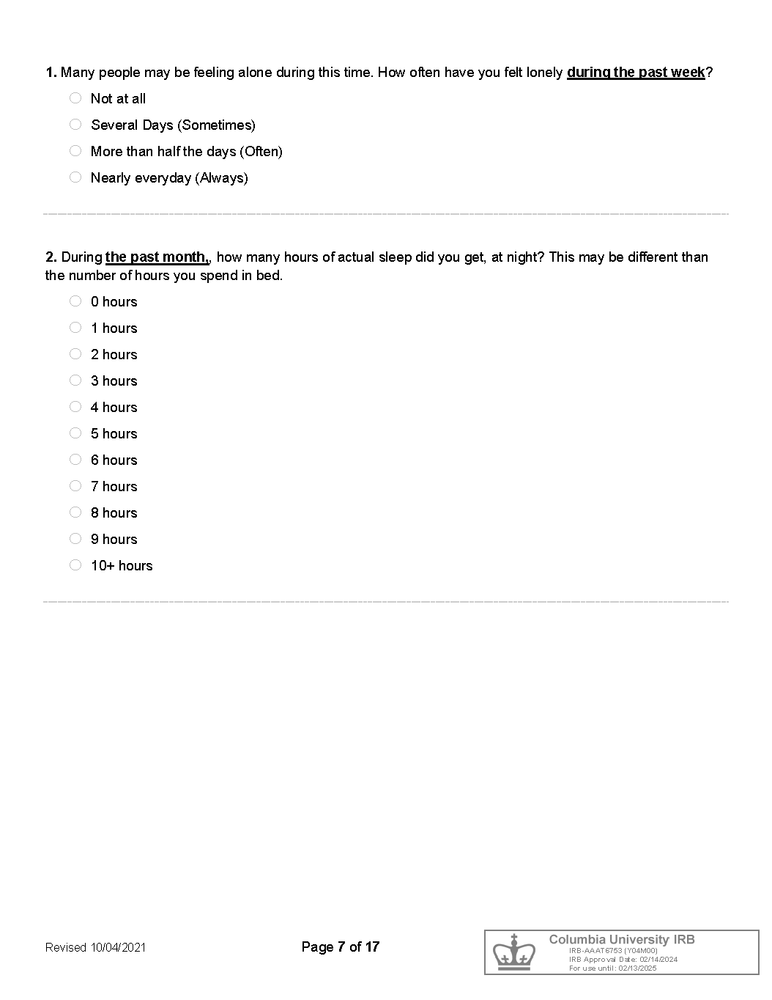 1. Many people may be feeling alone during this time. How often have you felt lonely during the past week?
Not at all
Several Days (Sometimes)
More than half the days (Often)
Nearly everyday (Always)
2. During the past month,, how many hours of actual sleep did you get, at night? This may be different than
the number of hours you spend in bed.
0 hours
1 hours
2 hours
3 hours
4 hours
5 hours
6 hours
7 hours
8 hours
9 hours
10+ hours
Revised 10/04/2021
Page 7 of 17
Columbia University IRB
IRB-AAAT6753 (Y04M00)
IRB Approval Date: 02/14/2024
For use until: 02/13/2025